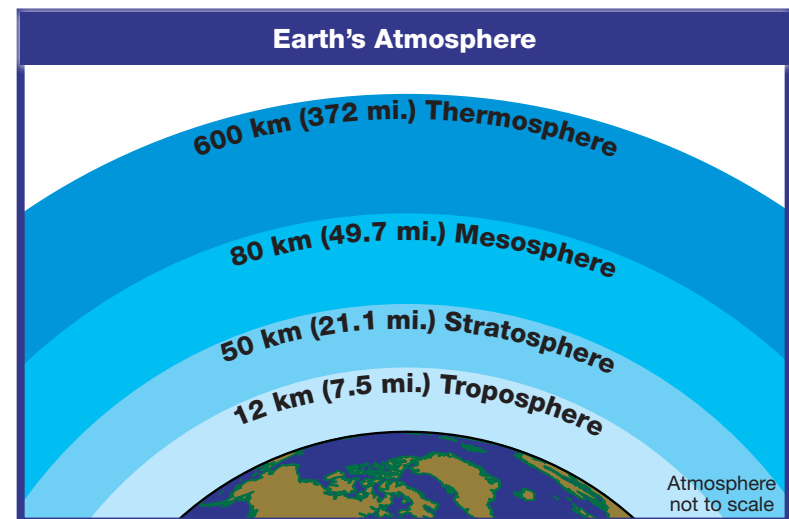 Earth’s Atmosphere
600 km (372 mi.) Thermosphere
80 km (49.7 mi.) Mesosphere
50 km (21.1 mi.) Stratosphere
12 km (7.5 mi.) Troposphere
Atmosphere
not to scale